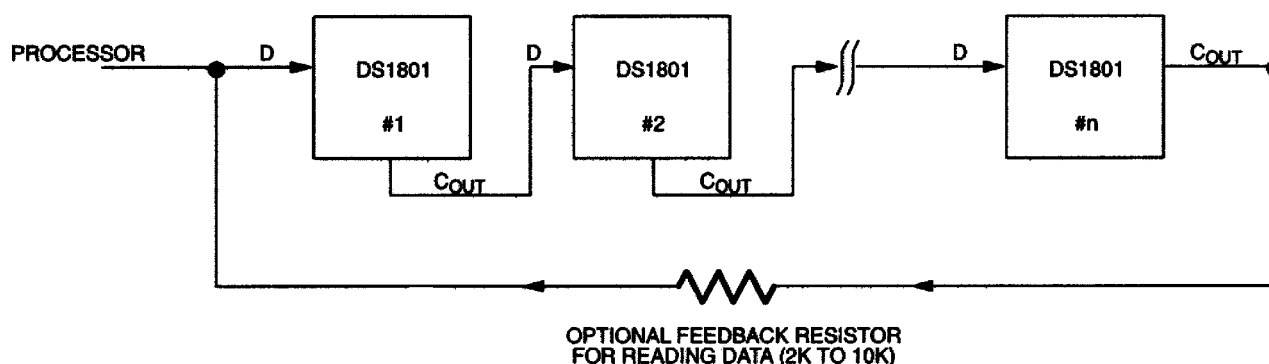 PROCESSOR
D
DS1801
#1
COUT
D
DS1801
#2
COUT
D
DS1801
#n
COUT
OPTIONAL FEEDBACK RESISTOR
FOR READING DATA (2K TO 10K)